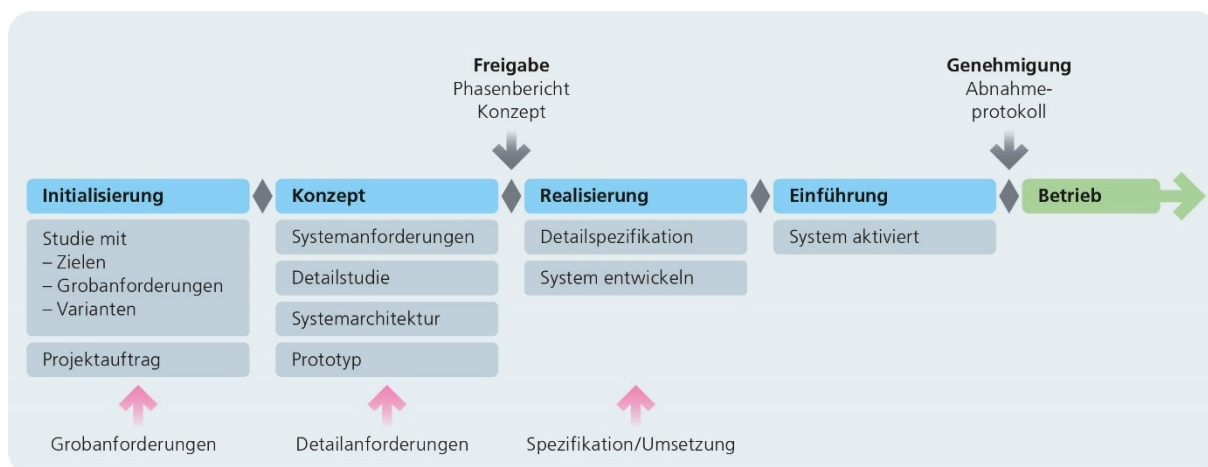 Freigabe
Phasenbericht
Konzept
Genehmigung
Abnahme-
protokoll
Initialisierung
Konzept
Realisierung
Einführung
Betrieb
Studie mit
– Zielen
– Grobanforderungen
– Varianten
Projektauftrag
Systemanforderungen
Detailstudie
Systemarchitektur
Prototyp
Detailspezifikation
System entwickeln
System aktiviert
Grobanforderungen
Detailanforderungen
Spezifikation/Umsetzung